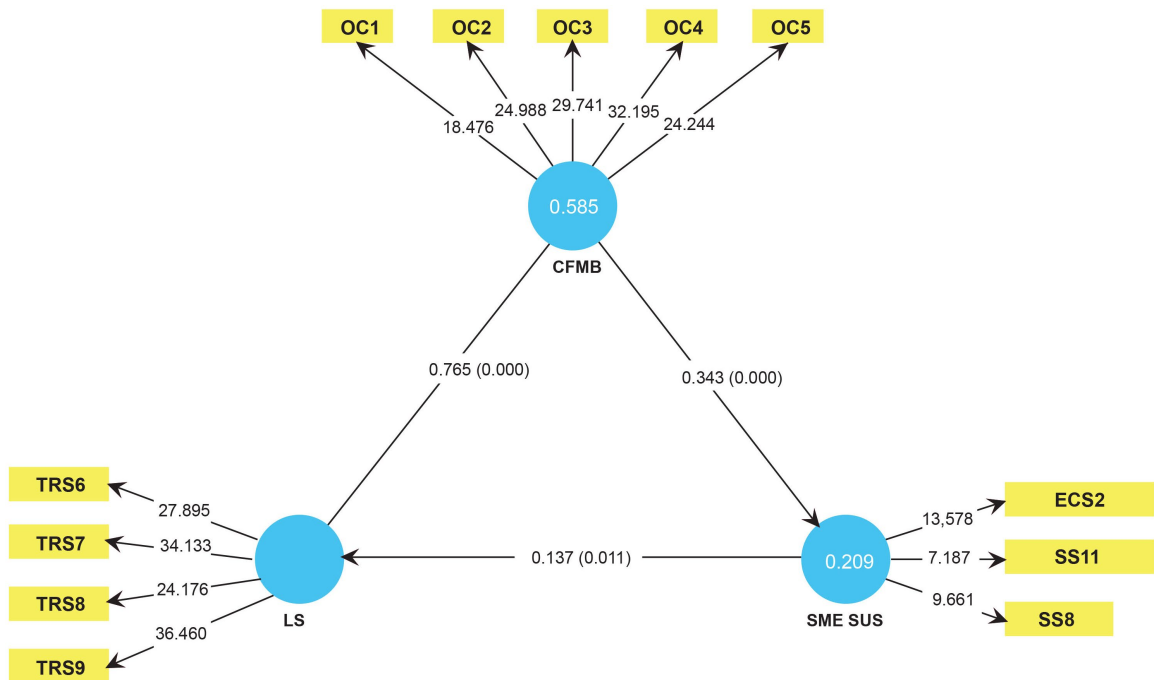 OC1 OC2 OC3 OC4 OC5
18.476 24.988 29.741 32.195 24.244
0.585
CFMB
0.765 (0.000) 0.343 (0.000)
TRS6
27.895
TRS7
34.133
TRS8
24.176
TRS9
36.460
LS
0.137 (0.011)
0.209
SME SUS
ECS2
13,578
SS11
7.187
SS8
9.661